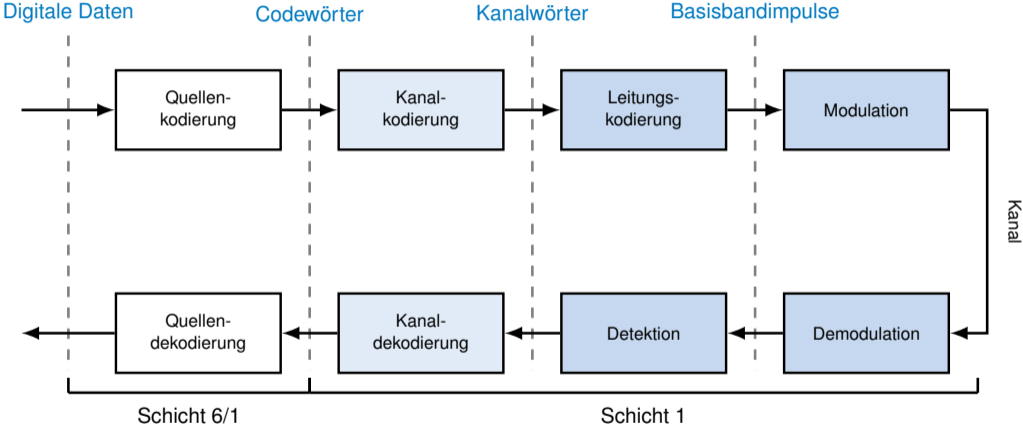 Digitale Daten
Codewörter
Kanalwörter
Basisbandimpulse
Quellen-
kodierung
Kanal-
kodierung
Leitungs-
kodierung
Modulation
Kanal
Quellen-
dekodierung
Kanal-
dekodierung
Detektion
Demodulation
Schicht 6/1
Schicht 1